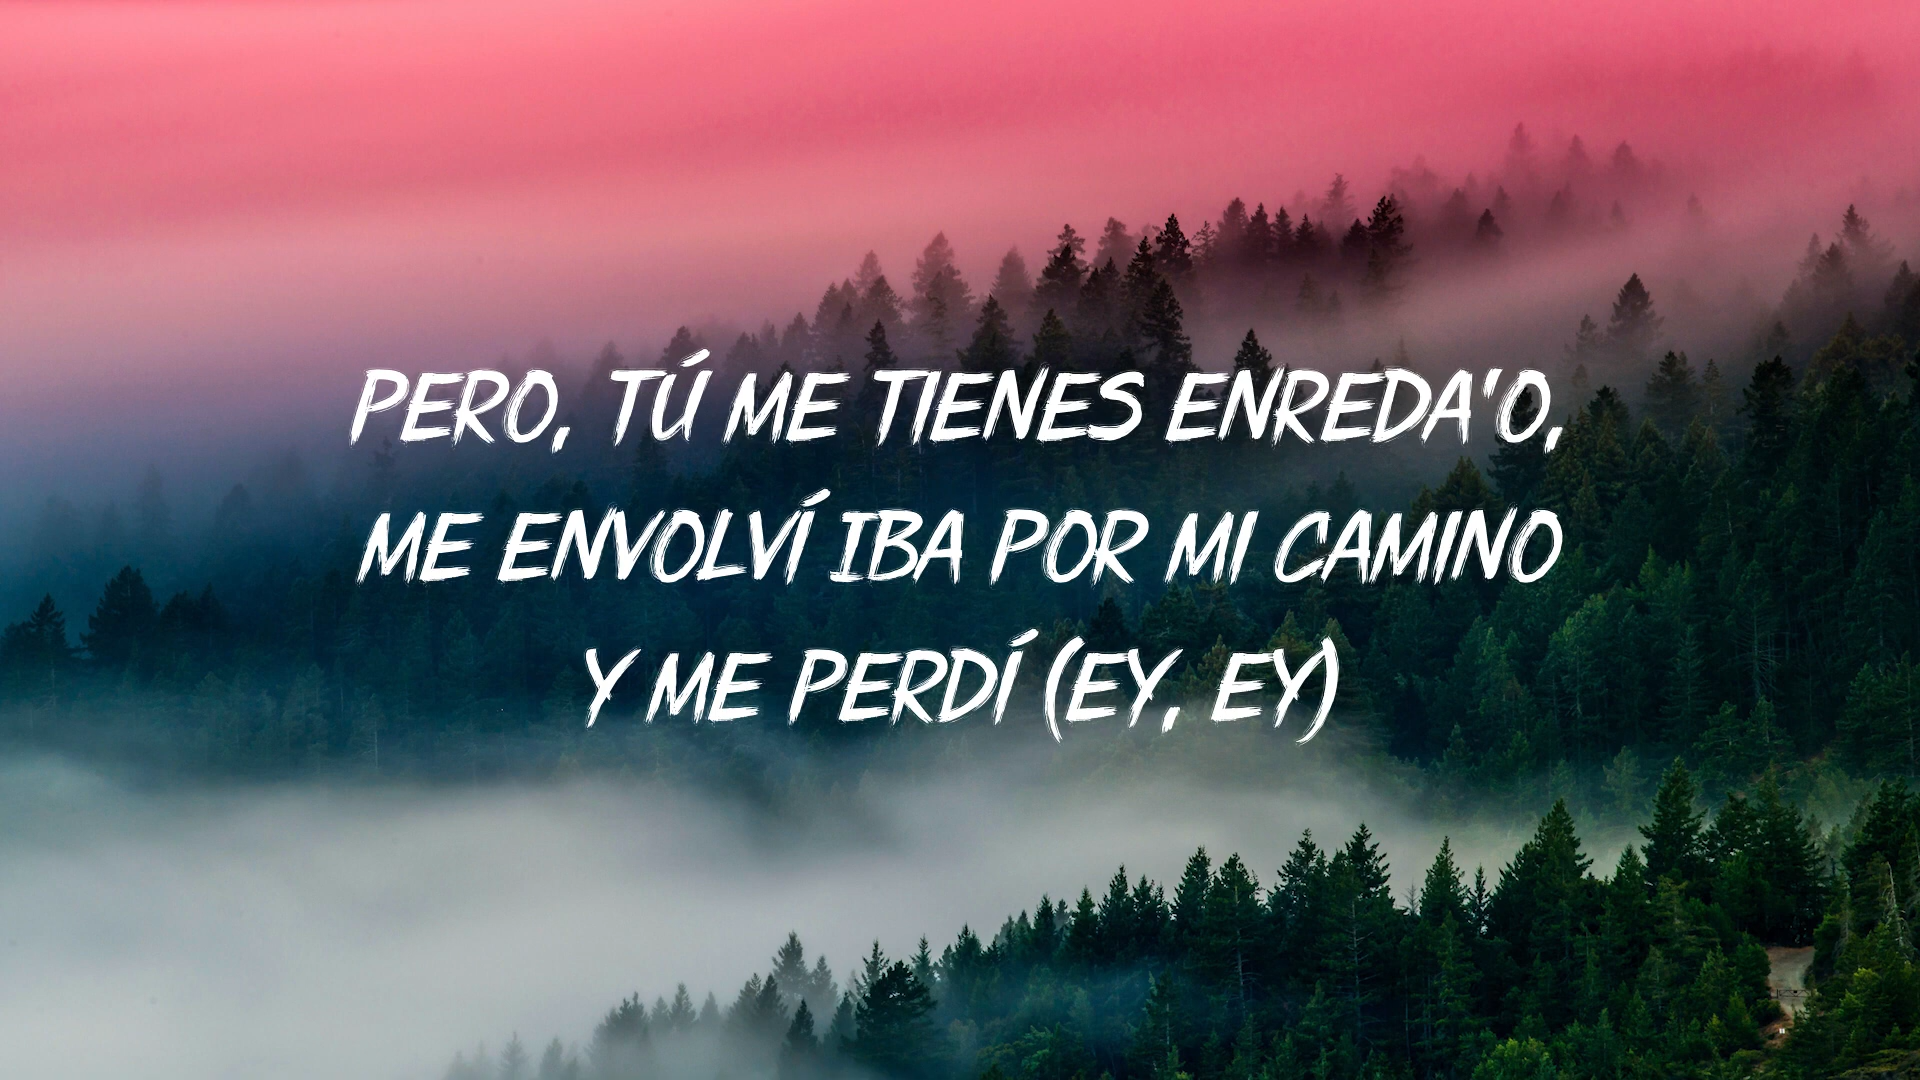 PERO, TÚ ME TIENES ENREDA'O,
ME ENVOLVÍ IBA POR MI CAMINO
Y ME PERDÍ (EY, EY)